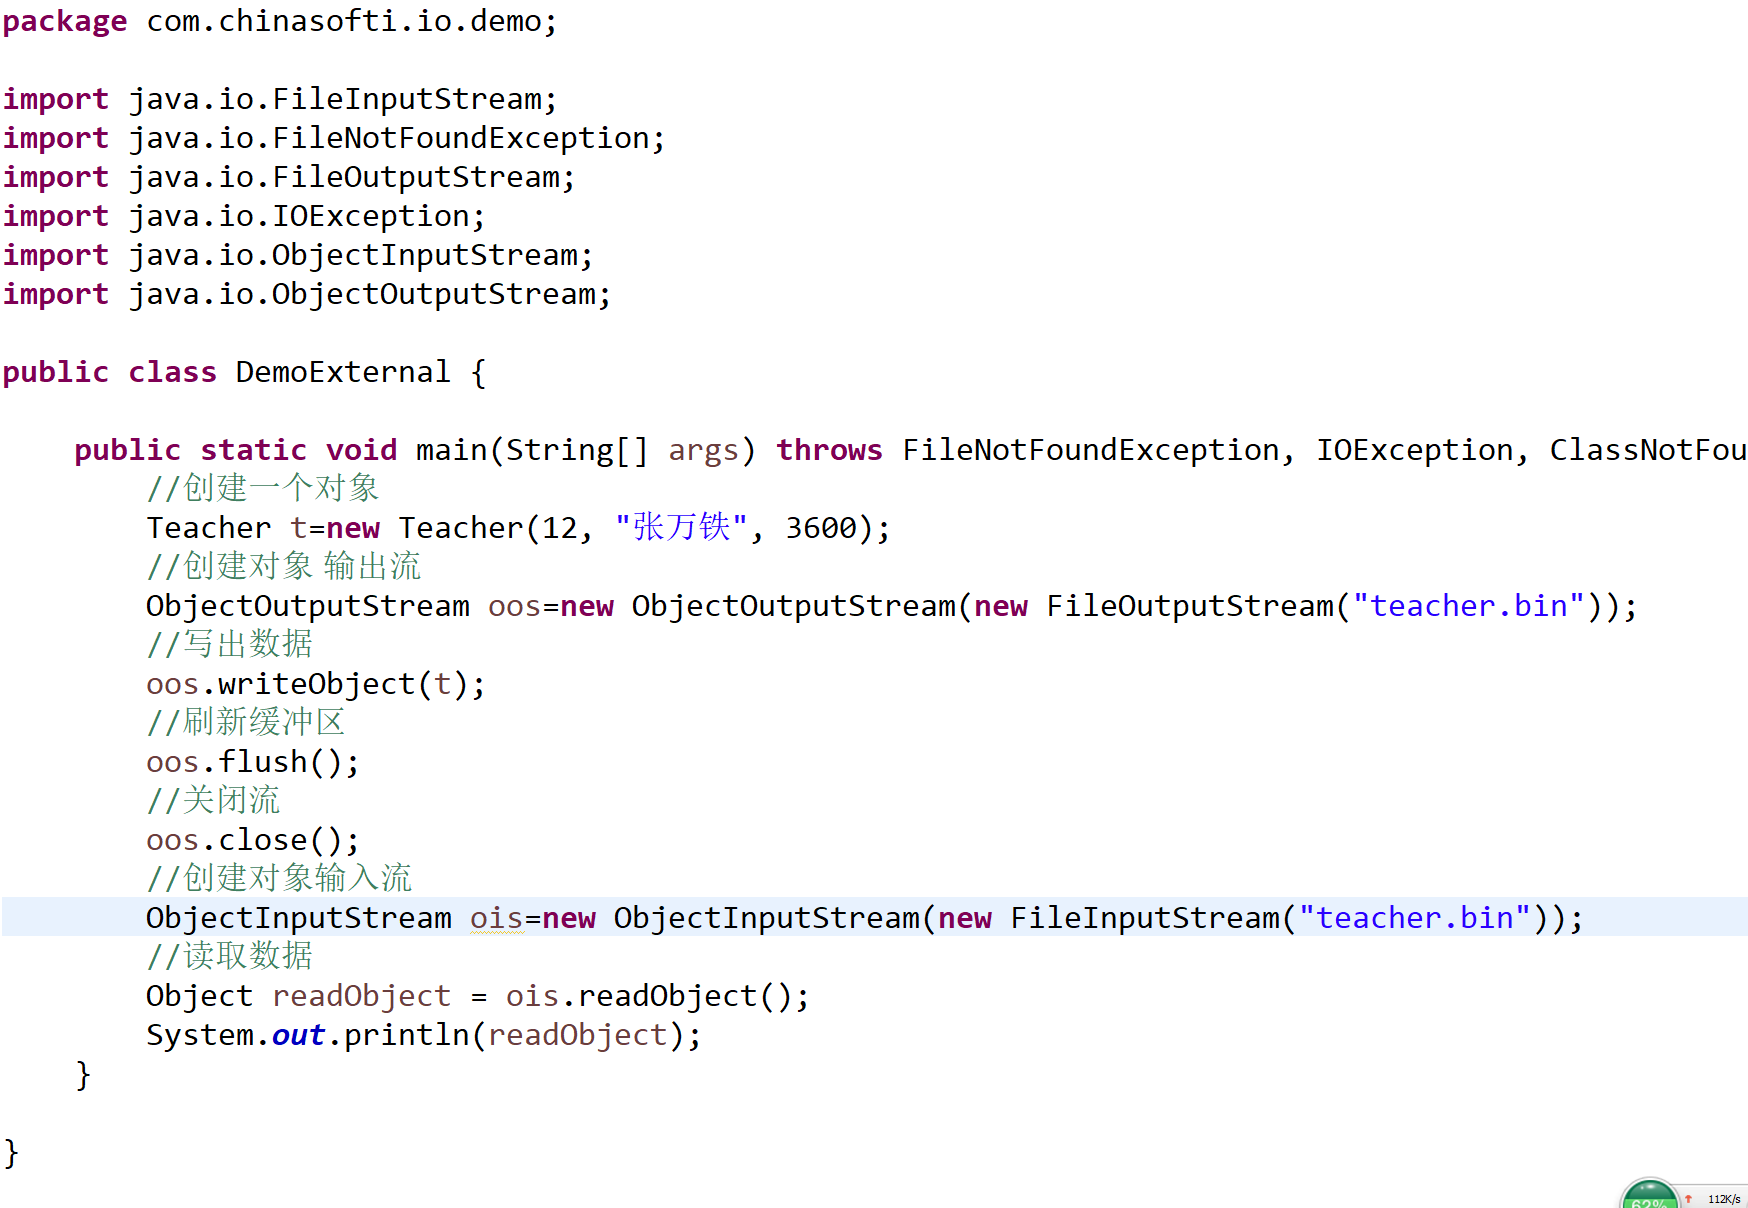 package com.chinasofti.io.demo;
import java.io.FileInputStream;
import java.io.FileNotFoundException;
import java.io.FileOutputStream;
import java.io.IOException;
import java.io.ObjectInputStream;
import java.io.ObjectOutputStream;
public class DemoExternal {
public static void main(String[] args) throws FileNotFoundException, IOException, ClassNotFou
//创建一个对象
Teacher t=new Teacher(12, "张万铁", 3600);
//创建对象 输出流
ObjectOutputStream oos=new ObjectOutputStream(new FileOutputStream("teacher.bin"));
//写出数据
oos.writeObject(t);
//刷新缓冲区
oos.flush();
//关闭流
oos.close();
//创建对象输入流
ObjectInputStream ois=new ObjectInputStream(new FileInputStream("teacher.bin"));
//读取数据
Object readObject = ois.readObject();
System.out.println(readObject);
}
}
62% 112K/s